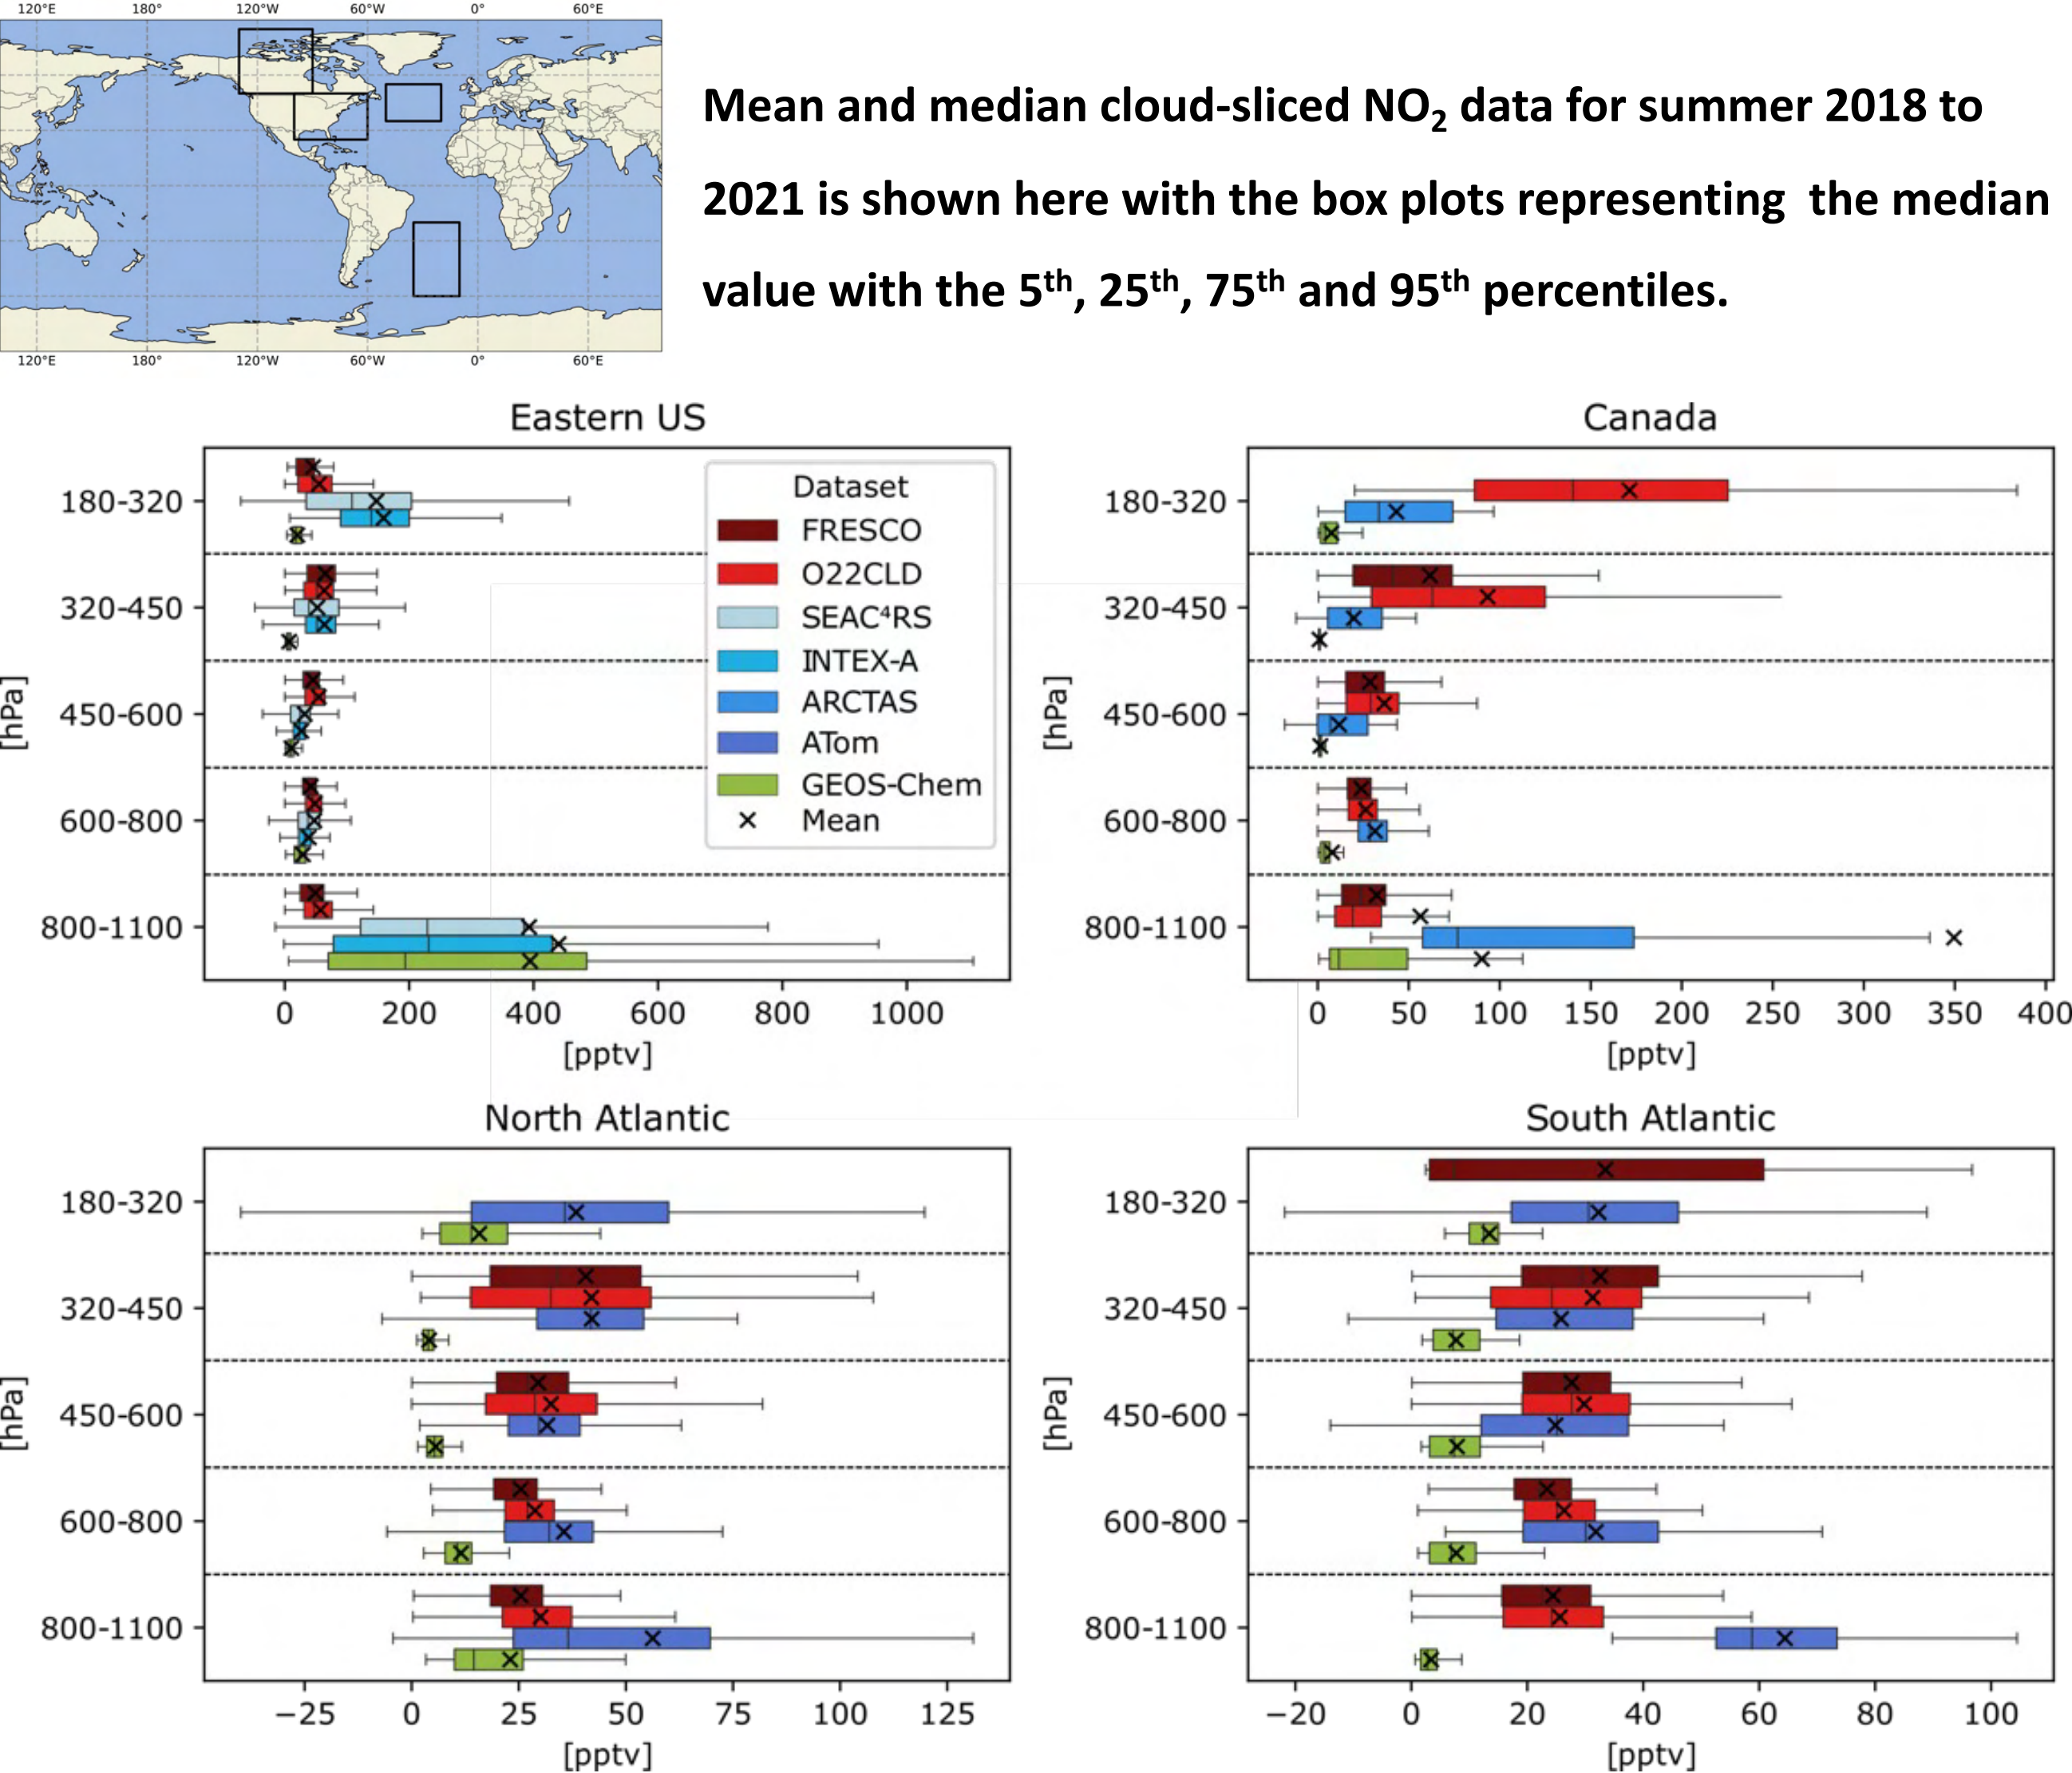 120°E 180° 120°W 60°W 0° 60°E
120°E 180° 120°W 60°W 0° 60°E
Mean and median cloud-sliced NO₂ data for summer 2018 to
2021 is shown here with the box plots representing the median
value with the 5ᵗʰ, 25ᵗʰ, 75ᵗʰ and 95ᵗʰ percentiles.
Eastern US
[hPa]
180-320
320-450
450-600
600-800
800-1100
Dataset
FRESCO
O22CLD
SEAC⁴RS
INTEX-A
ARCTAS
ATom
GEOS-Chem
Mean
0 200 400 600 800 1000
[pptv]
Canada
[hPa]
180-320
320-450
450-600
600-800
800-1100
0 50 100 150 200 250 300 350 400
[pptv]
North Atlantic
[hPa]
180-320
320-450
450-600
600-800
800-1100
−25 0 25 50 75 100 125
[pptv]
South Atlantic
[hPa]
180-320
320-450
450-600
600-800
800-1100
−20 0 20 40 60 80 100
[pptv]